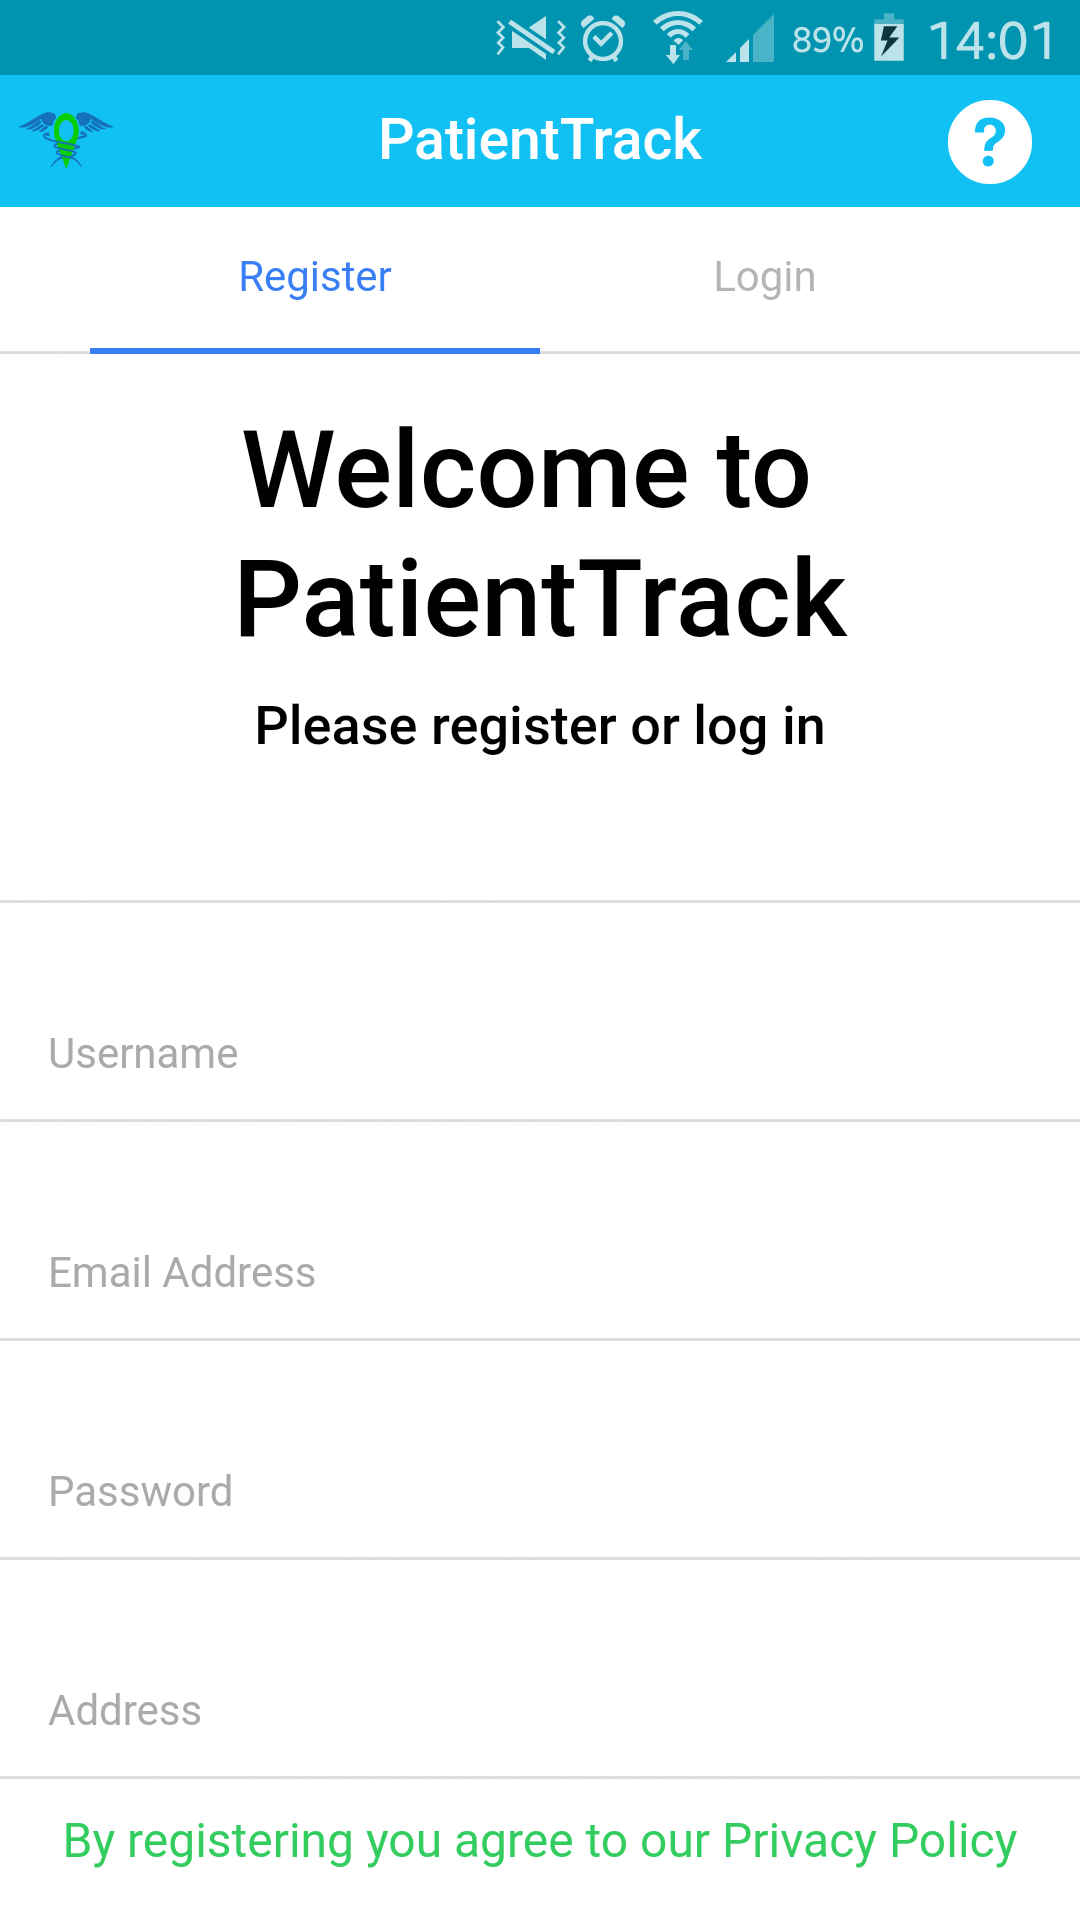 89% 14:01
PatientTrack ?
Register Login
Welcome to
PatientTrack
Please register or log in
Username
Email Address
Password
Address
By registering you agree to our Privacy Policy